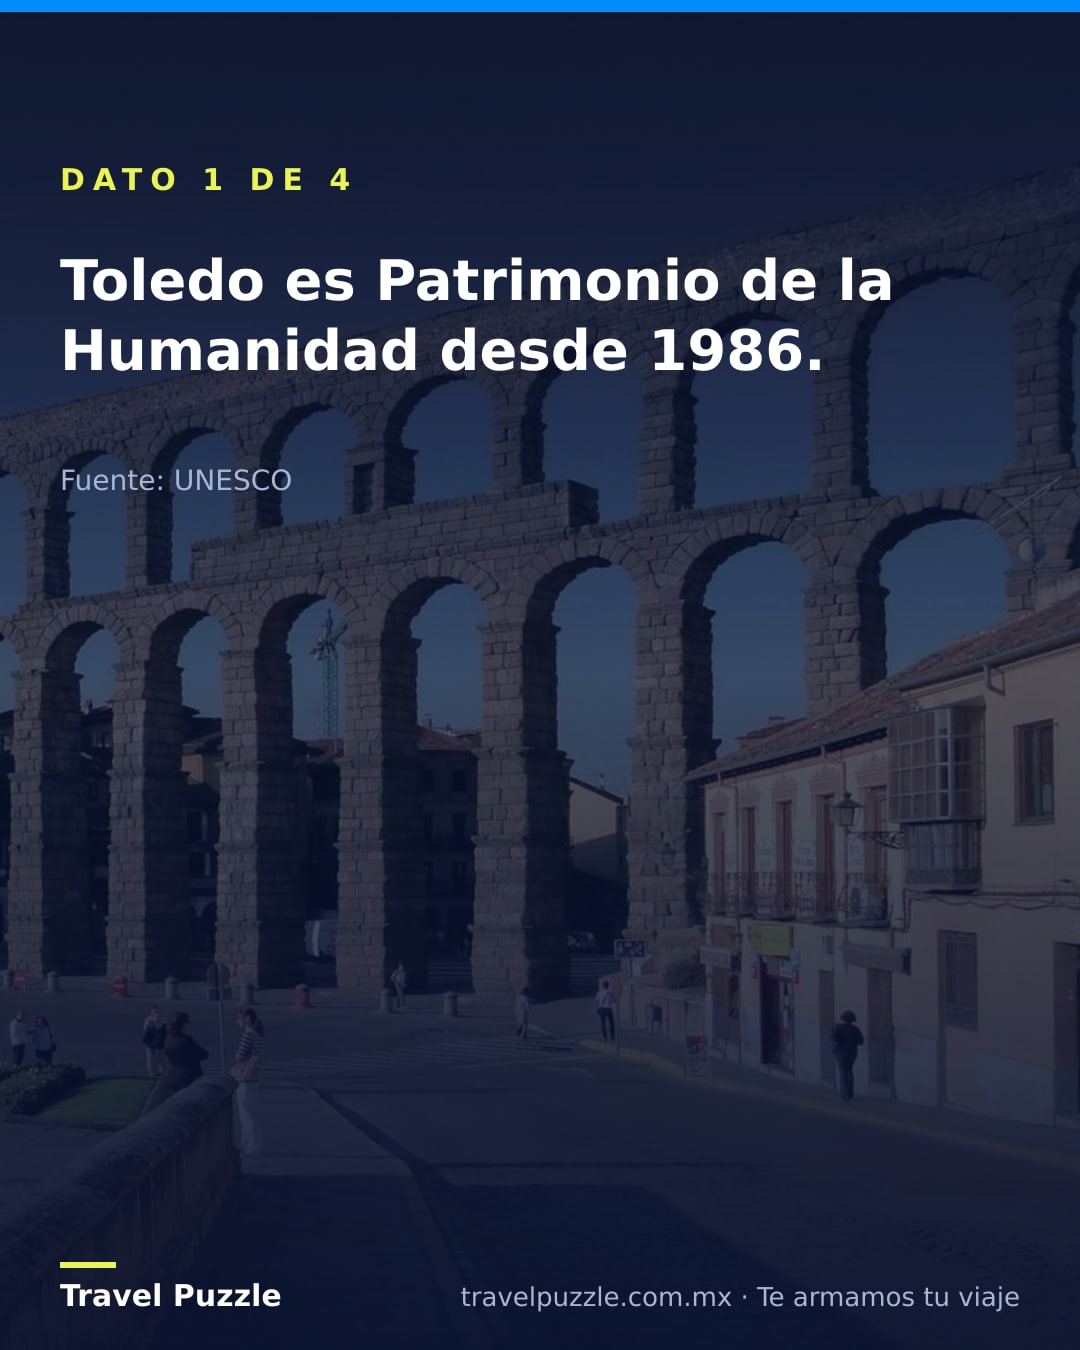 DATO 1 DE 4
Toledo es Patrimonio de la
Humanidad desde 1986.
Fuente: UNESCO
Travel Puzzle
travelpuzzle.com.mx · Te armamos tu viaje